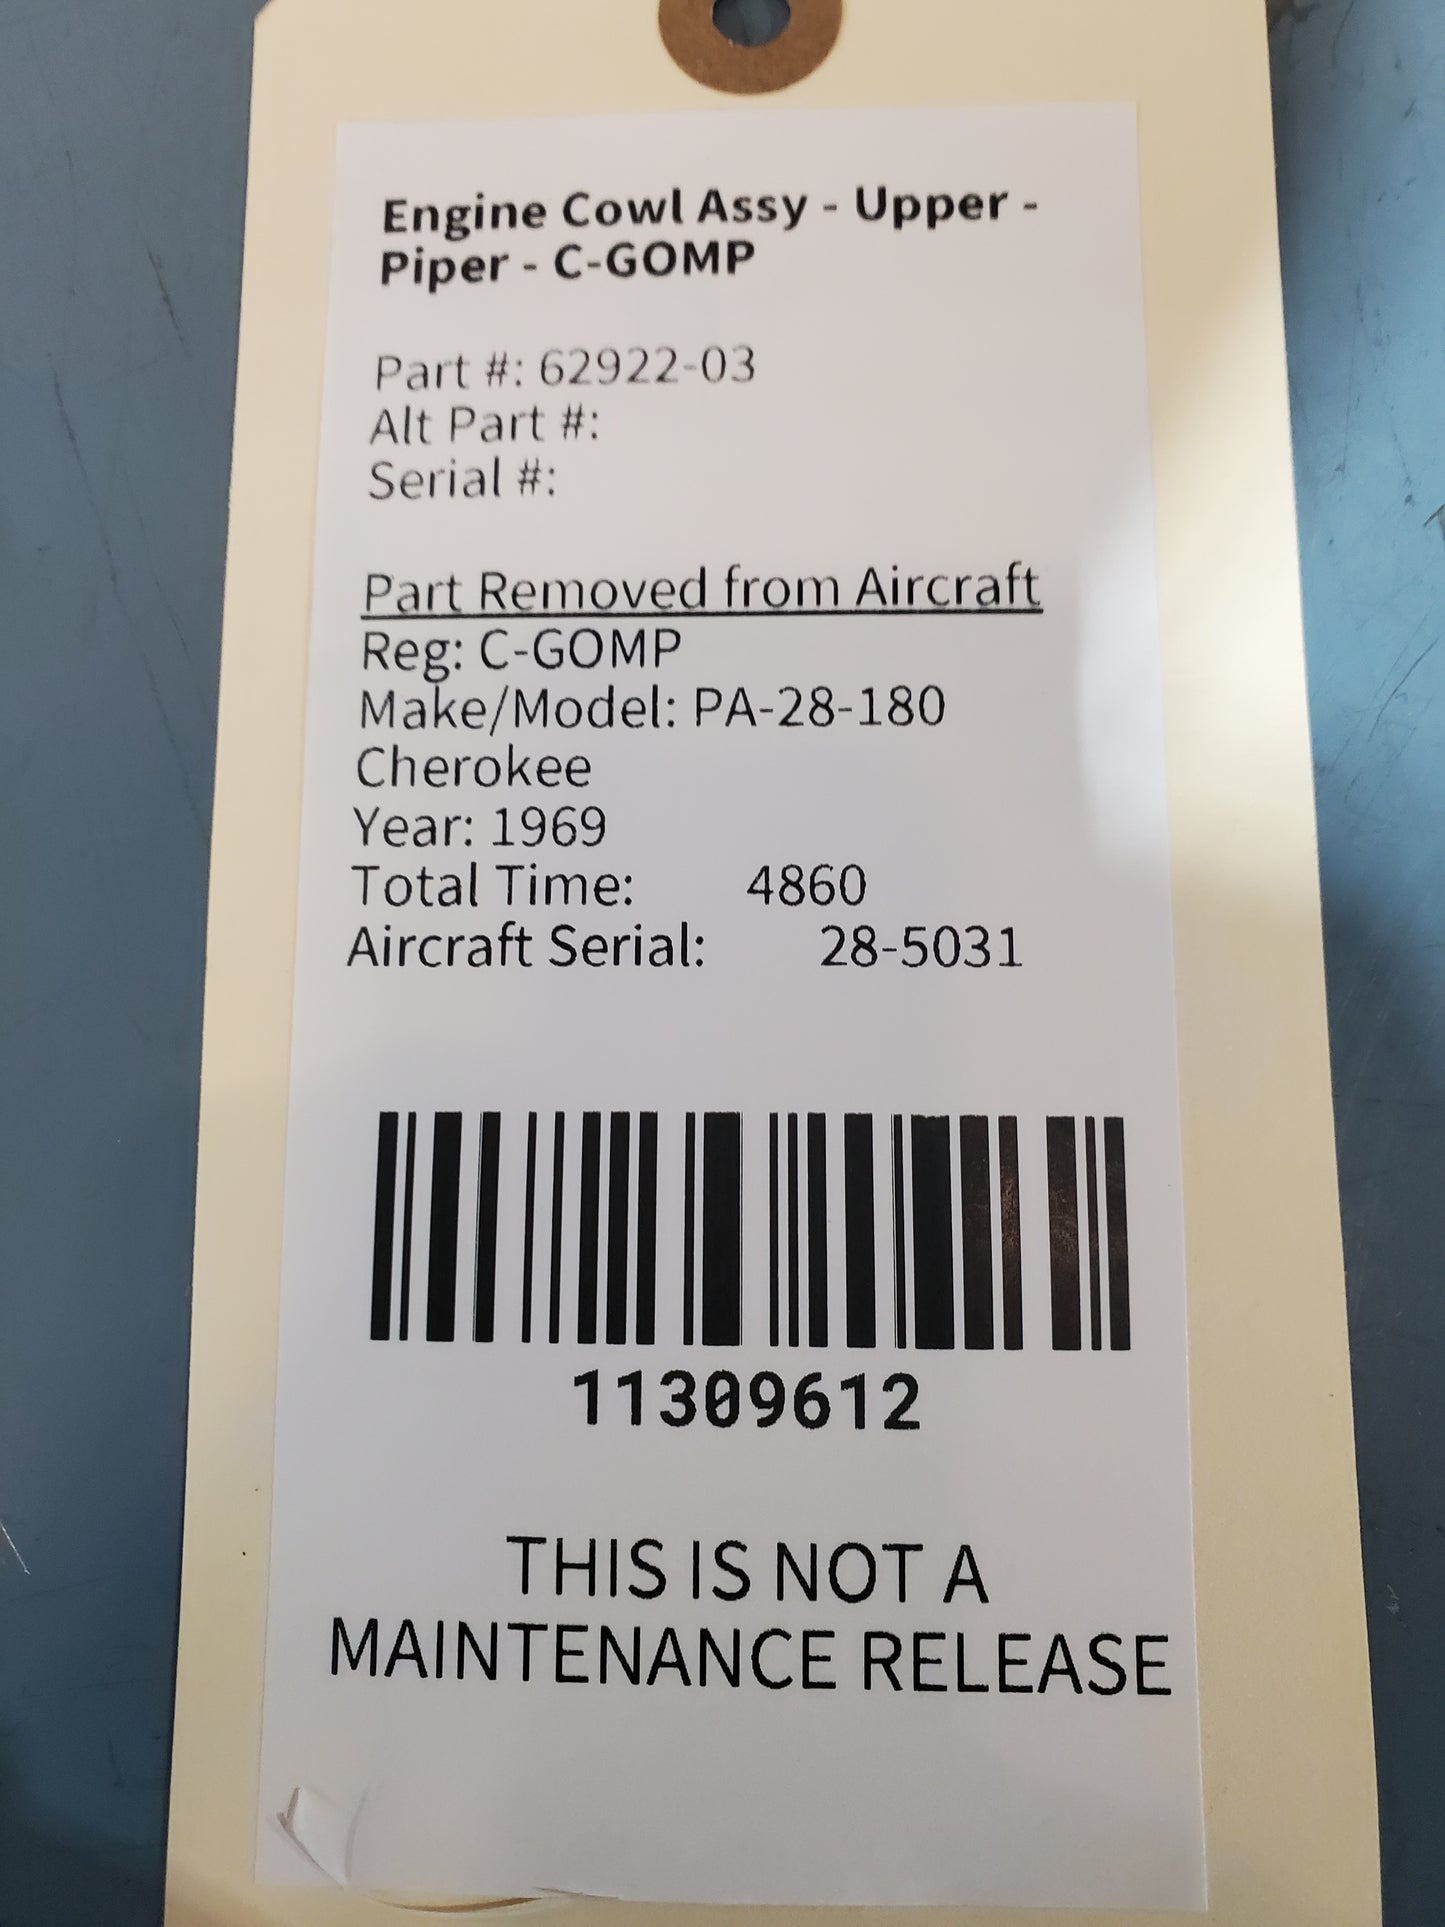 Engine Cowl Assy - Upper -
Piper - C-GOMP
Part #: 62922-03
Alt Part #:
Serial #:
Part Removed from Aircraft
Reg: C-GOMP
Make/Model: PA-28-180
Cherokee
Year: 1969
Total Time: 4860
Aircraft Serial: 28-5031
11309612
THIS IS NOT A
MAINTENANCE RELEASE